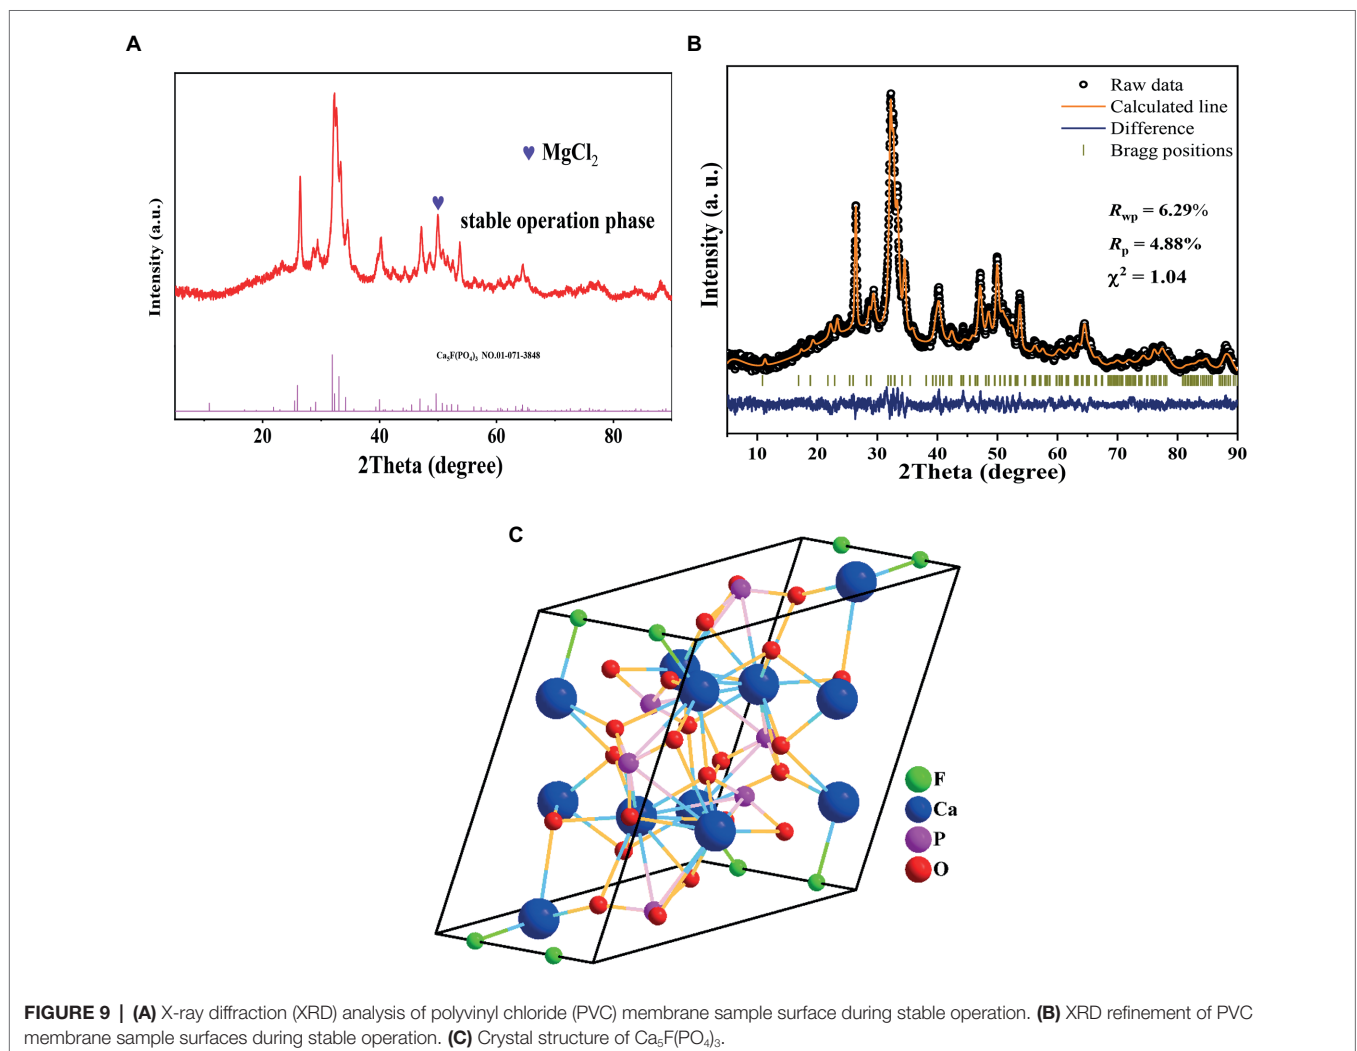 A
MgCl₂
stable operation phase
Ca₅F(PO₄)₃ NO.01-071-3848
Intensity (a.u.)
20 40 60 80
2Theta (degree)
B
Raw data
Calculated line
Difference
Bragg positions
Rwp = 6.29%
Rp = 4.88%
χ² = 1.04
Intensity (a. u.)
10 20 30 40 50 60 70 80 90
2Theta (degree)
C
F
Ca
P
O
FIGURE 9 | (A) X-ray diffraction (XRD) analysis of polyvinyl chloride (PVC) membrane sample surface during stable operation. (B) XRD refinement of PVC
membrane sample surfaces during stable operation. (C) Crystal structure of Ca₅F(PO₄)₃.